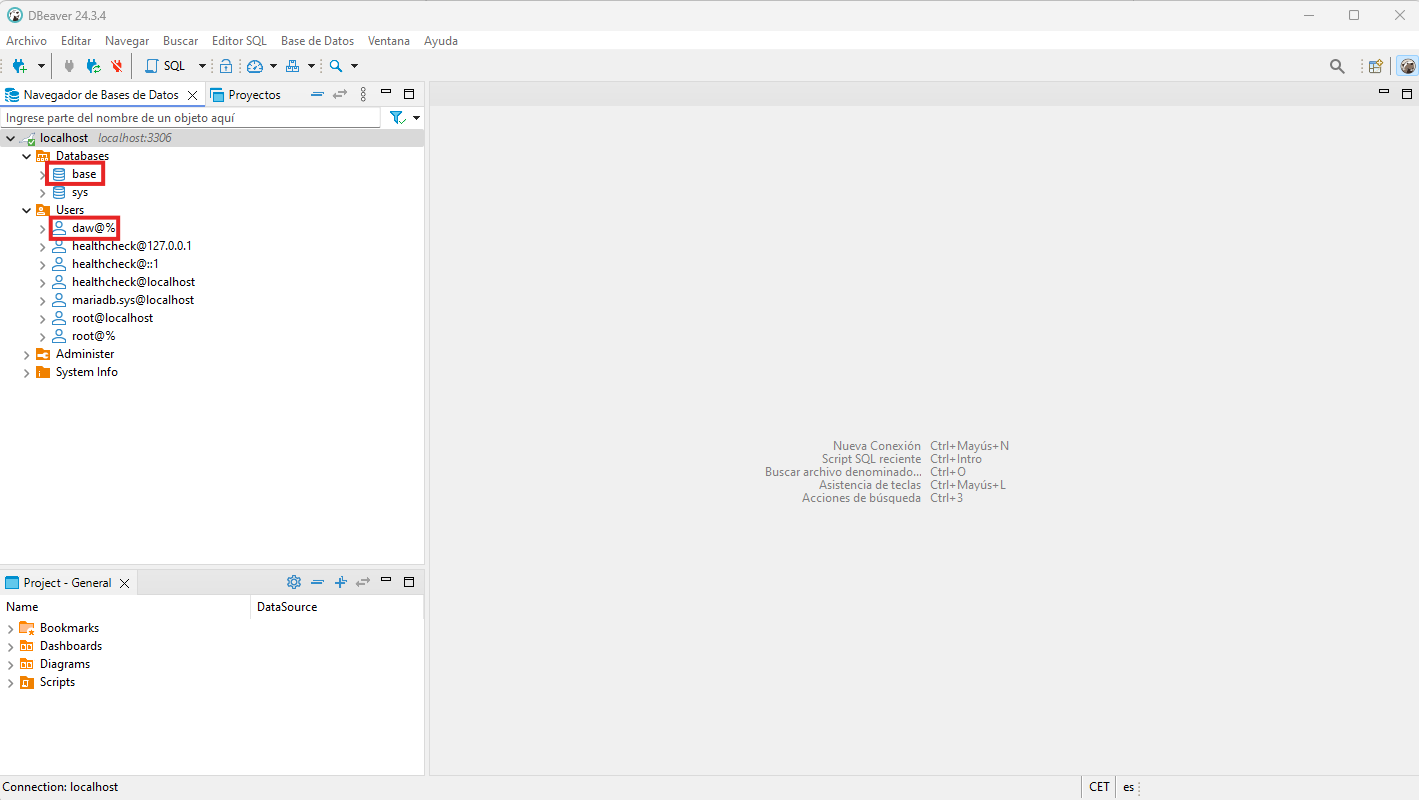 DBeaver 24.3.4
Archivo Editar Navegar Buscar Editor SQL Base de Datos Ventana Ayuda
SQL
Navegador de Bases de Datos Proyectos
Ingrese parte del nombre de un objeto aquí
localhost localhost:3306
Databases
base
sys
Users
daw@%
healthcheck@127.0.0.1
healthcheck@::1
healthcheck@localhost
mariadb.sys@localhost
root@localhost
root@%
Administer
System Info
Nueva Conexión Ctrl+Mayús+N
Script SQL reciente Ctrl+Intro
Buscar archivo denominado... Ctrl+O
Asistencia de teclas Ctrl+Mayús+L
Acciones de búsqueda Ctrl+3
Project - General
Name DataSource
Bookmarks
Dashboards
Diagrams
Scripts
Connection: localhost CET es